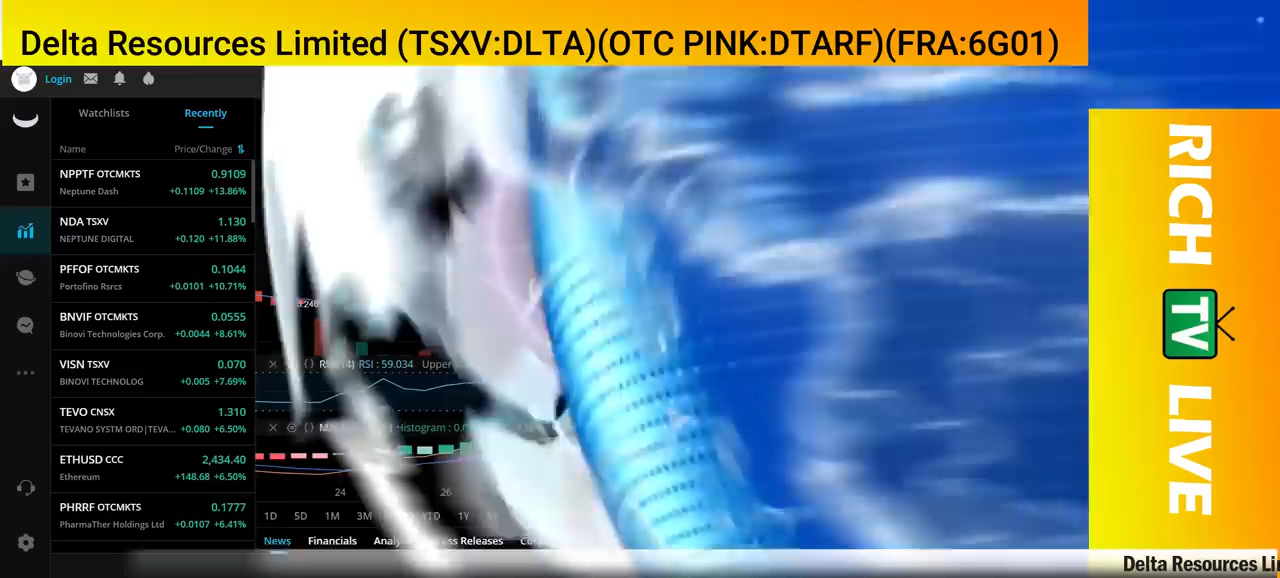 Delta Resources Limited (TSXV:DLTA)(OTC PINK:DTARF)(FRA:6G01)
Login
Watchlists Recently
Name Price/Change
NPPTF OTCMKTS 0.9109
Neptune Dash +0.1109 +13.86%
NDA TSXV 1.130
NEPTUNE DIGITAL +0.120 +11.88%
PFFOF OTCMKTS 0.1044
Portofino Rsrcs +0.0101 +10.71%
BNVIF OTCMKTS 0.0555
Binovi Technologies Corp. +0.0044 +8.61%
VISN TSXV 0.070
BINOVI TECHNOLOG +0.005 +7.69%
TEVO CNSX 1.310
TEVANO SYSTM ORD|TEVA... +0.080 +6.50%
ETHUSD CCC 2,434.40
Ethereum +148.68 +6.50%
PHRRF OTCMKTS 0.1777
PharmaTher Holdings Ltd +0.0107 +6.41%
RSI : 59.034 Upper
Histogram :
24 26
1D 5D 1M 3M YTD 1Y
News Financials
RICH TV LIVE
Delta Resources Li